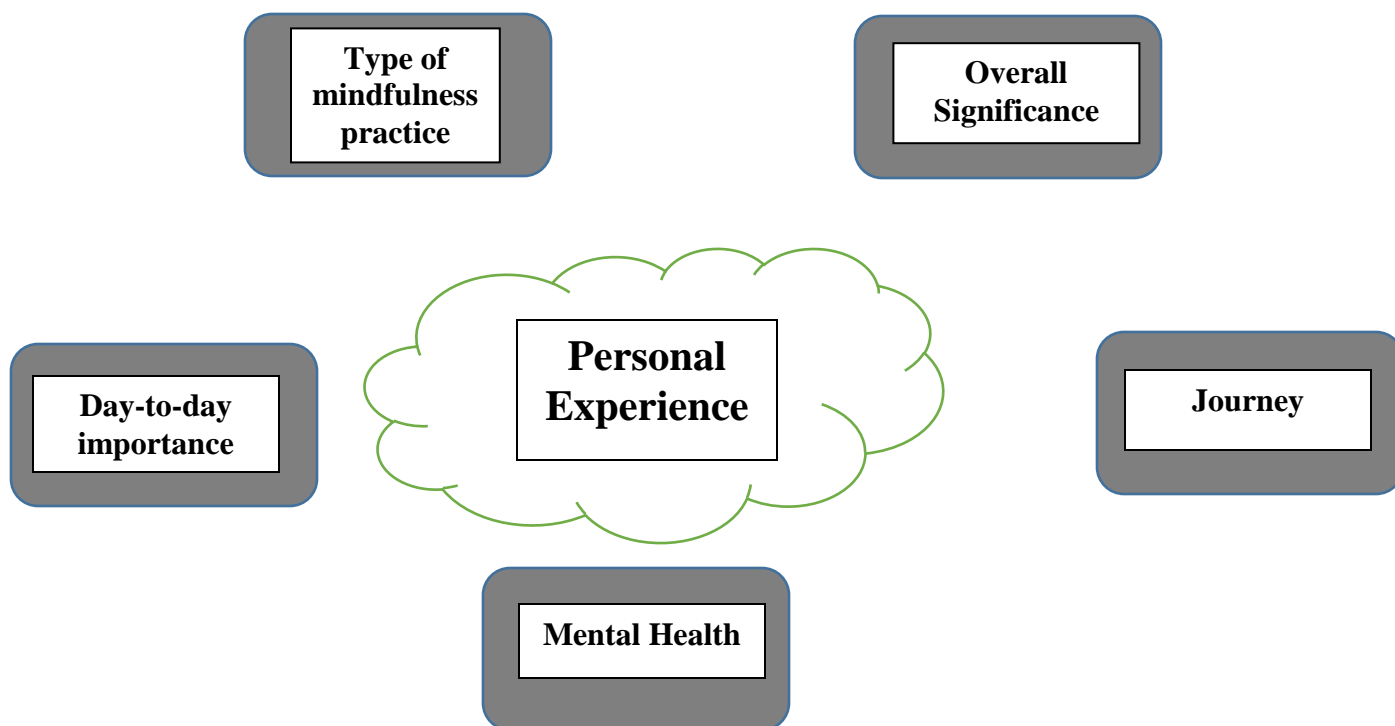 Type of
mindfulness
practice
Overall
Significance
Personal
Experience
Day-to-day
importance
Journey
Mental Health